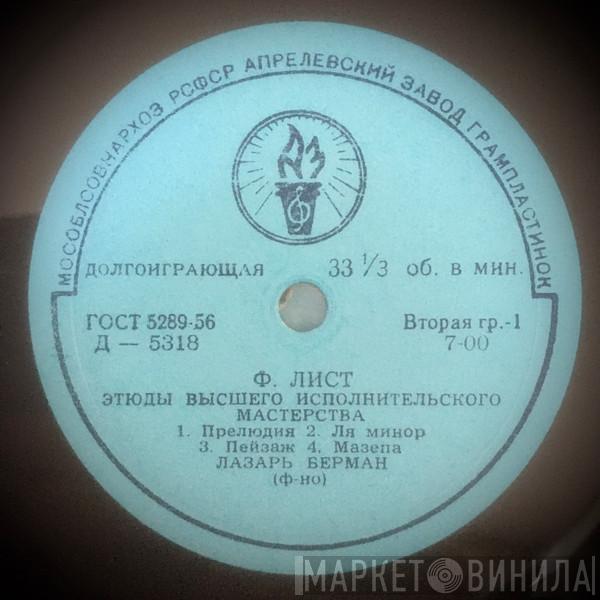 МОСОБЛСОВНАРХОЗ РСФСР АПРЕЛЕВСКИЙ ЗАВОД ГРАМПЛАСТИНОК
АЗ
ДОЛГОИГРАЮЩАЯ 33 1/3 об. в мин.
ГОСТ 5289-56 Вторая гр.-1
Д — 5318 7-00
Ф. ЛИСТ
ЭТЮДЫ ВЫСШЕГО ИСПОЛНИТЕЛЬСКОГО
МАСТЕРСТВА
1. Прелюдия 2. Ля минор
3. Пейзаж 4. Мазепа
ЛАЗАРЬ БЕРМАН
(ф-но)
МАРКЕТ ВИНИЛА